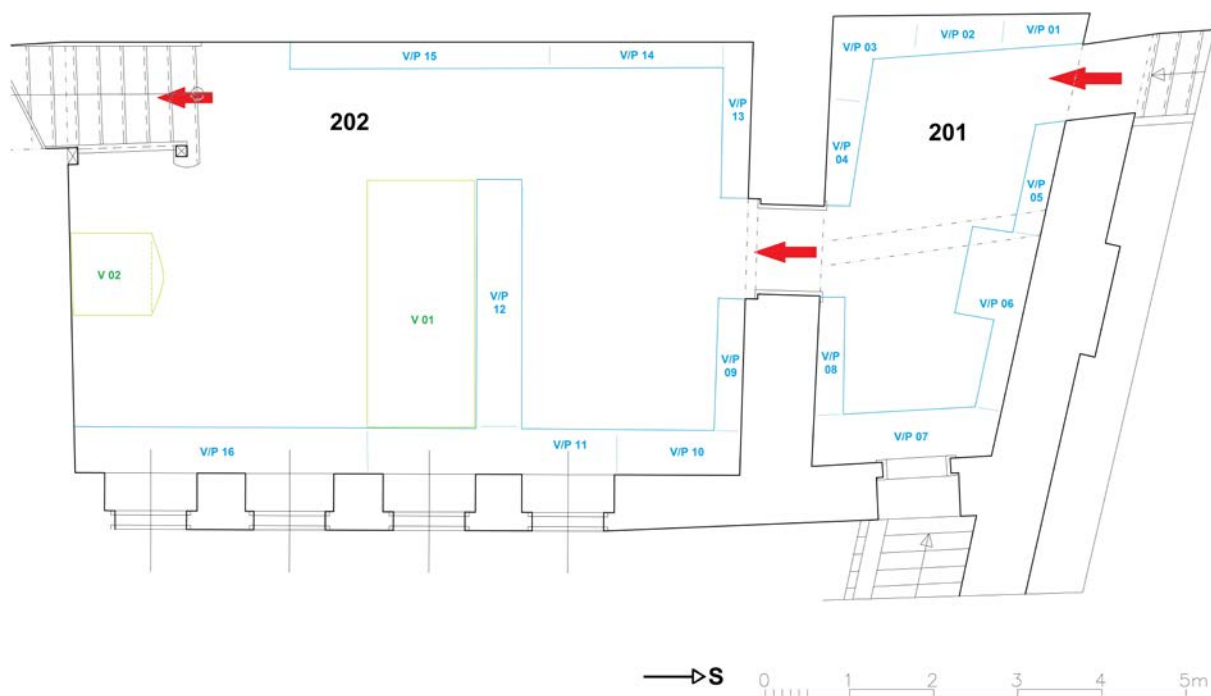 V/P 15
V/P 14
V/P 03
V/P 02
V/P 01
202
V/P
13
201
V/P
04
V/P
05
V 02
V/P
12
V 01
V/P 06
V/P
09
V/P
08
V/P 16
V/P 11
V/P 10
V/P 07
S
0 1 2 3 4 5m